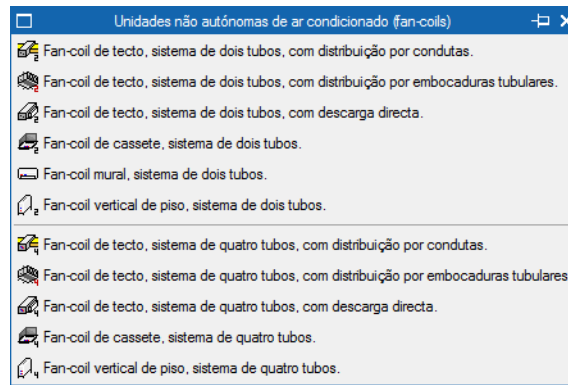 Unidades não autónomas de ar condicionado (fan-coils)
Fan-coil de tecto, sistema de dois tubos, com distribuição por condutas.
Fan-coil de tecto, sistema de dois tubos, com distribuição por embocaduras tubulares.
Fan-coil de tecto, sistema de dois tubos, com descarga directa.
Fan-coil de cassete, sistema de dois tubos.
Fan-coil mural, sistema de dois tubos.
Fan-coil vertical de piso, sistema de dois tubos.
Fan-coil de tecto, sistema de quatro tubos, com distribuição por condutas.
Fan-coil de tecto, sistema de quatro tubos, com distribuição por embocaduras tubulares
Fan-coil de tecto, sistema de quatro tubos, com descarga directa.
Fan-coil de cassete, sistema de quatro tubos.
Fan-coil vertical de piso, sistema de quatro tubos.